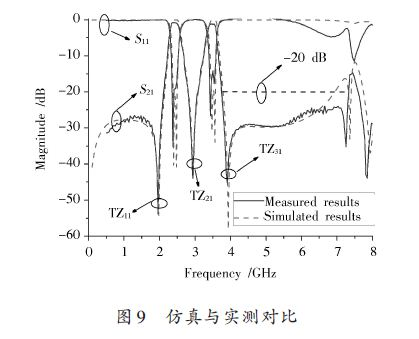 0
-10
-20
-30
-40
-50
-60
Magnitude /dB
S11
-20 dB
S21
TZ31
TZ21
TZ11
Measured results
Simulated results
0 1 2 3 4 5 6 7 8
Frequency /GHz
图9 仿真与实测对比